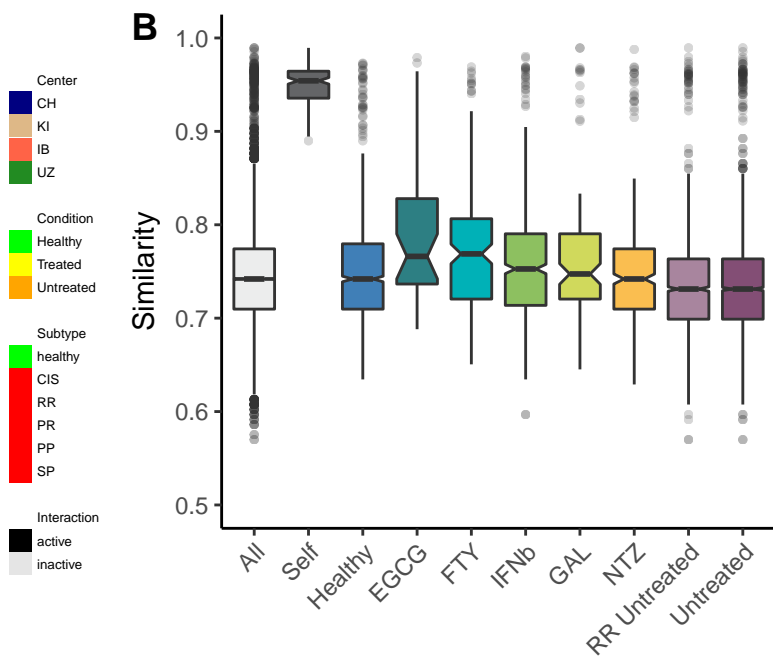 Center
CH
KI
IB
UZ
Condition
Healthy
Treated
Untreated
Subtype
healthy
CIS
RR
PR
PP
SP
Interaction
active
inactive
B
Similarity
1.0
0.9
0.8
0.7
0.6
0.5
All
Self
Healthy
EGCG
FTY
IFNb
GAL
NTZ
RR Untreated
Untreated